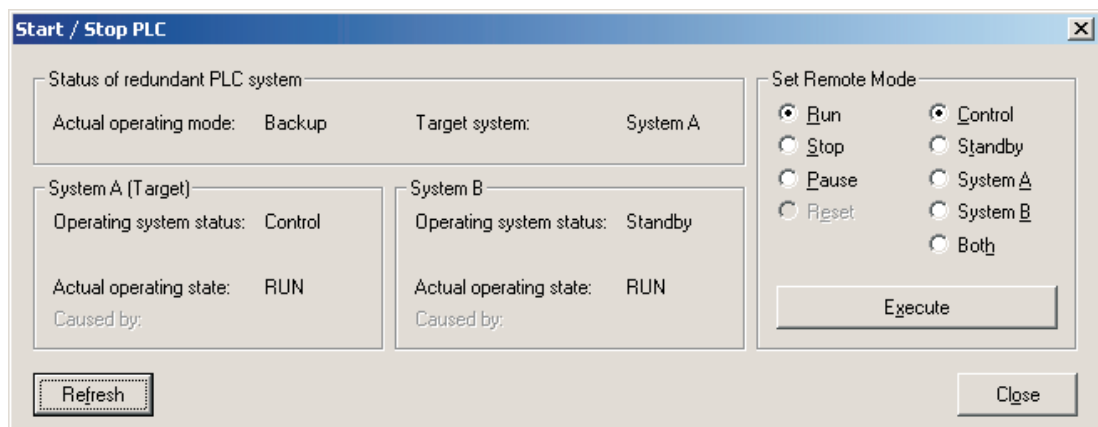 Start / Stop PLC
Status of redundant PLC system
Actual operating mode: Backup Target system: System A
System A (Target)
Operating system status: Control
Actual operating state: RUN
Caused by:
System B
Operating system status: Standby
Actual operating state: RUN
Caused by:
Set Remote Mode
Run Control
Stop Standby
Pause System A
Reset System B
Both
Execute
Refresh
Close